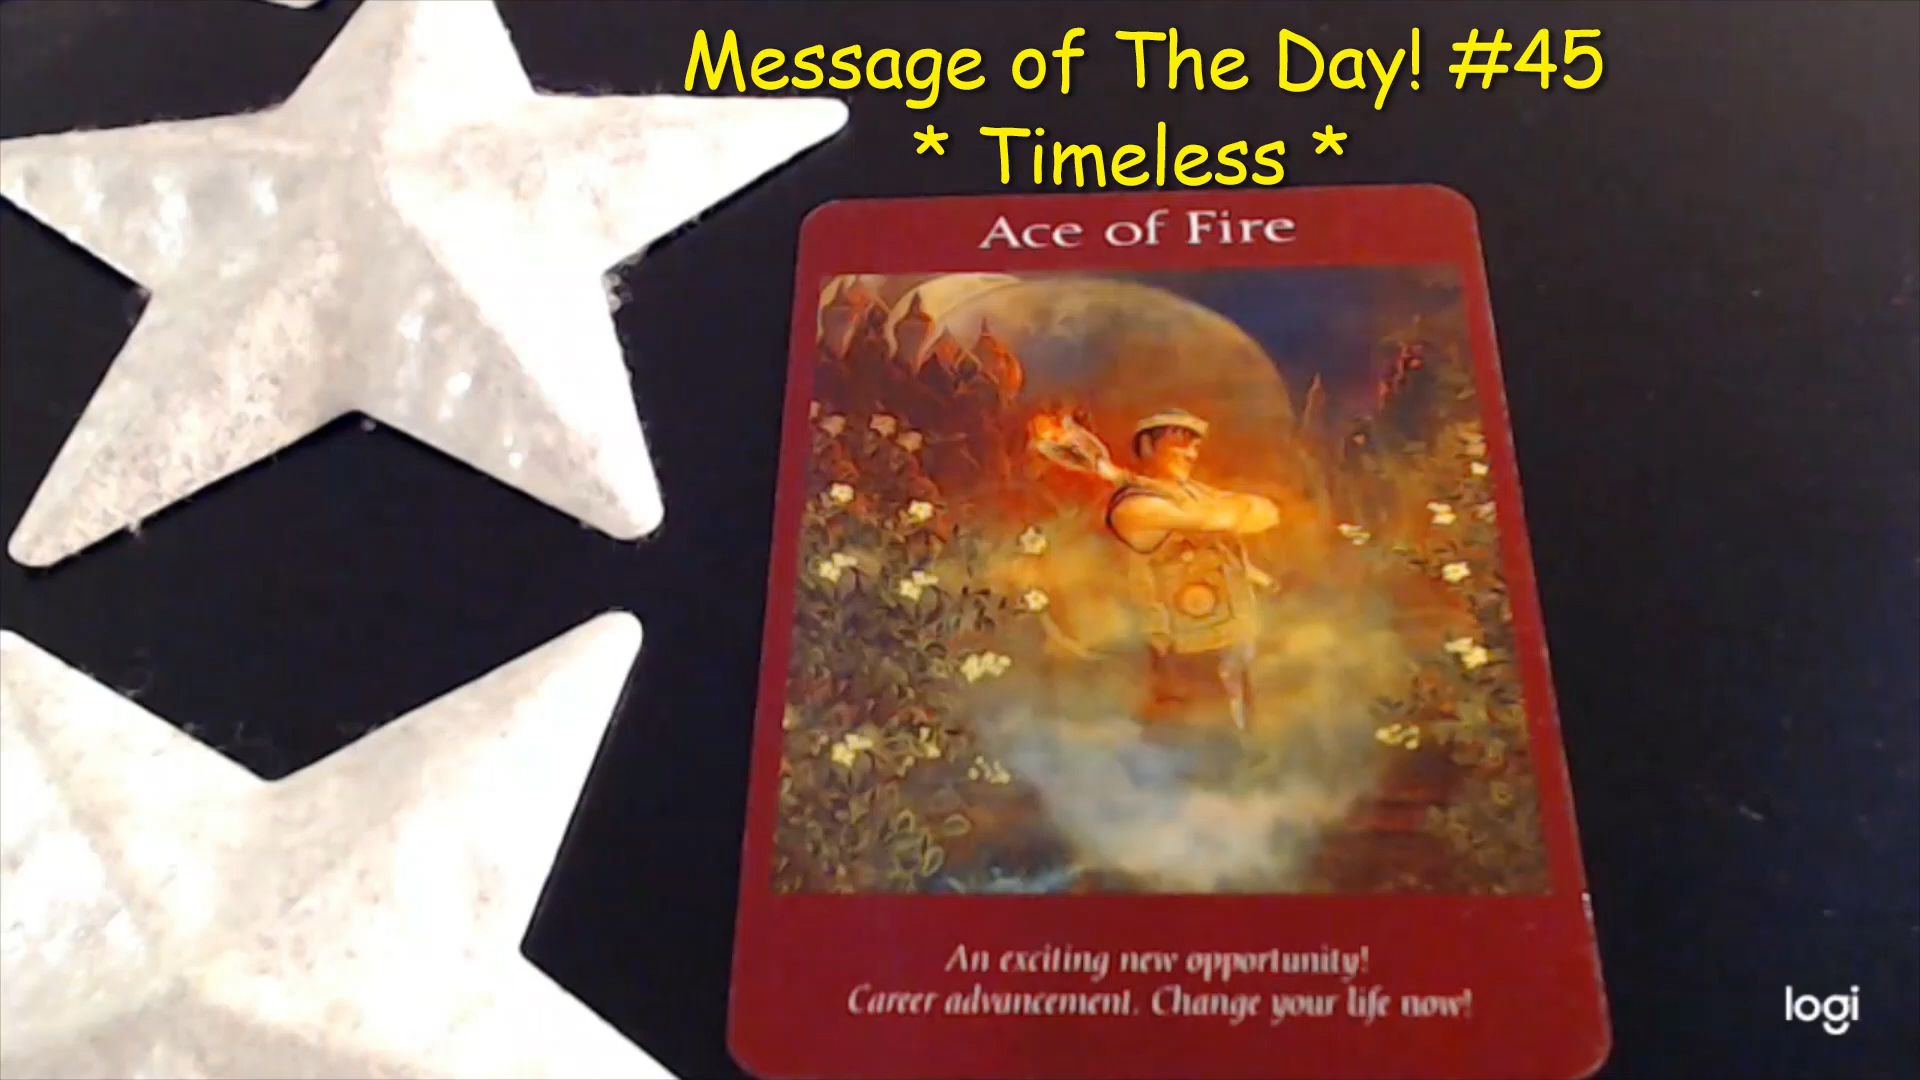 Message of The Day! #45
* Timeless *
Ace of Fire
An exciting new opportunity!
Career advancement. Change your life now!
logi